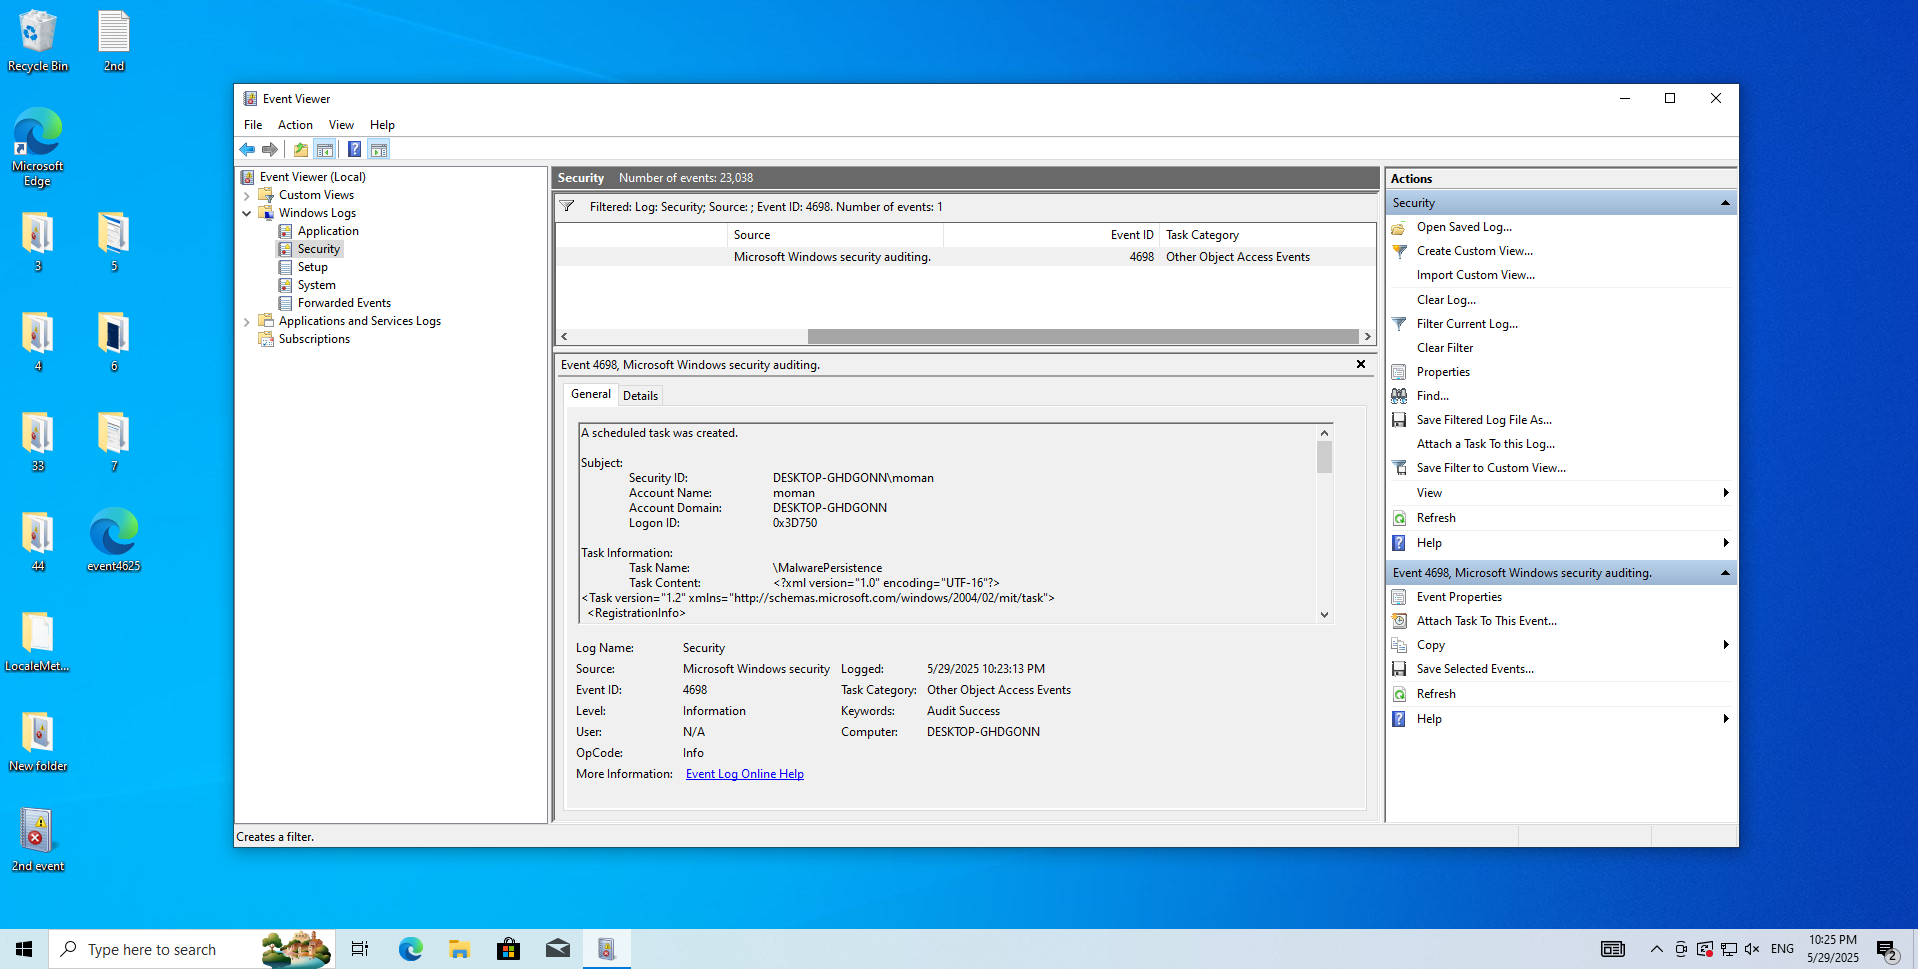 Recycle Bin
2nd
Microsoft
Edge
3
5
4
6
33
7
44
event4625
LocaleMet...
New folder
2nd event
Event Viewer
File Action View Help
Event Viewer (Local)
Custom Views
Windows Logs
Application
Security
Setup
System
Forwarded Events
Applications and Services Logs
Subscriptions
Security Number of events: 23,038
Filtered: Log: Security; Source: ; Event ID: 4698. Number of events: 1
Source Event ID Task Category
Microsoft Windows security auditing. 4698 Other Object Access Events
Event 4698, Microsoft Windows security auditing.
General Details
A scheduled task was created.
Subject:
Security ID: DESKTOP-GHDGONN\moman
Account Name: moman
Account Domain: DESKTOP-GHDGONN
Logon ID: 0x3D750
Task Information:
Task Name: \MalwarePersistence
Task Content: <?xml version="1.0" encoding="UTF-16"?>
<Task version="1.2" xmlns="http://schemas.microsoft.com/windows/2004/02/mit/task">
<RegistrationInfo>
Log Name: Security
Source: Microsoft Windows security Logged: 5/29/2025 10:23:13 PM
Event ID: 4698 Task Category: Other Object Access Events
Level: Information Keywords: Audit Success
User: N/A Computer: DESKTOP-GHDGONN
OpCode: Info
More Information: Event Log Online Help
Actions
Security
Open Saved Log...
Create Custom View...
Import Custom View...
Clear Log...
Filter Current Log...
Clear Filter
Properties
Find...
Save Filtered Log File As...
Attach a Task To this Log...
Save Filter to Custom View...
View
Refresh
Help
Event 4698, Microsoft Windows security auditing.
Event Properties
Attach Task To This Event...
Copy
Save Selected Events...
Refresh
Help
Creates a filter.
Type here to search
ENG
10:25 PM
5/29/2025
2